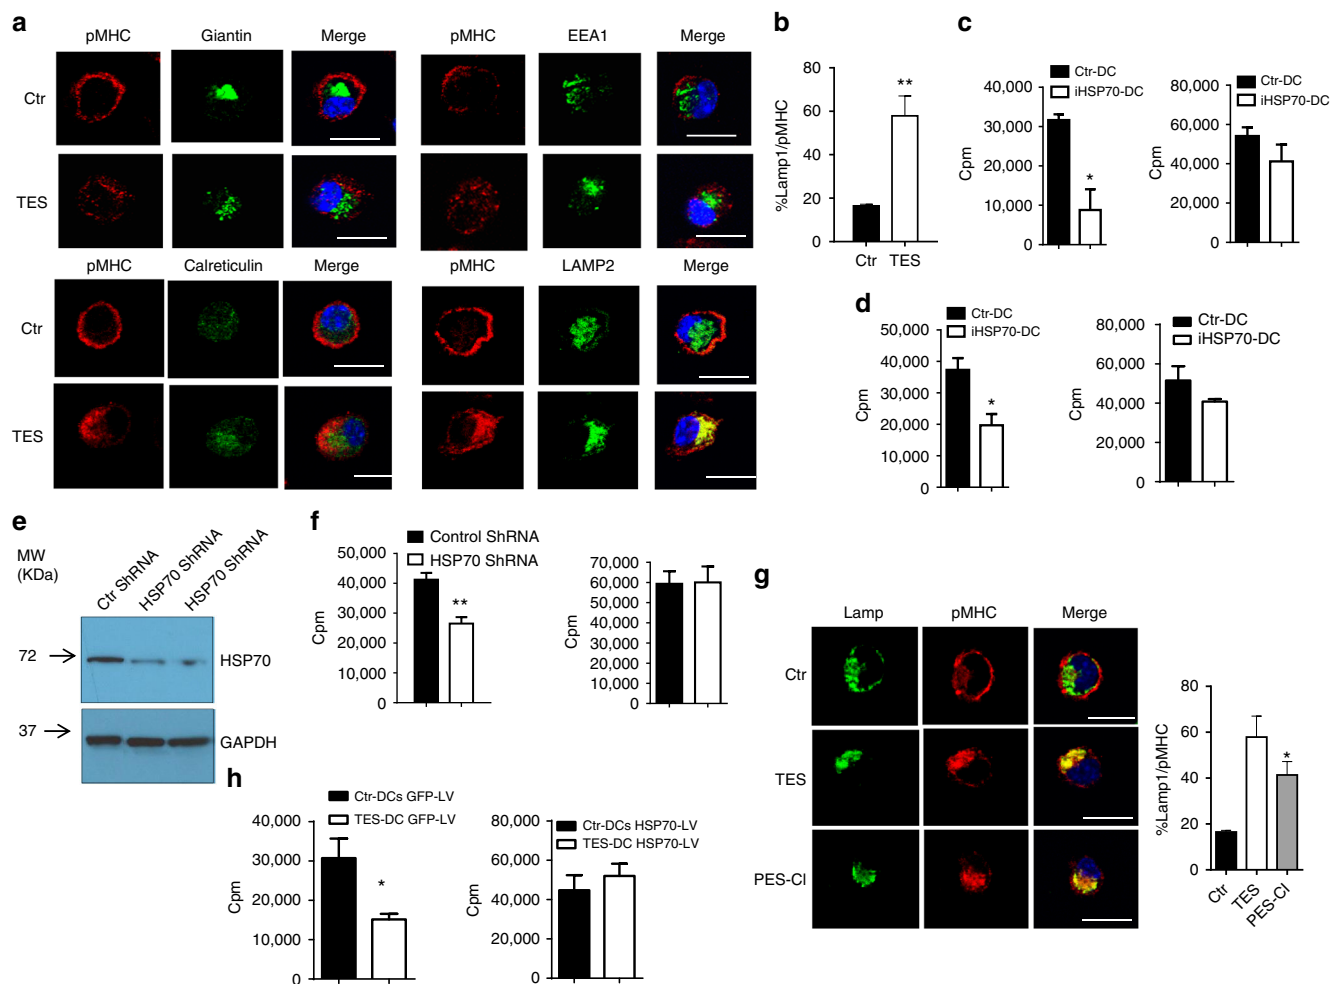 a
pMHC Giantin Merge pMHC EEA1 Merge
Ctr
TES
pMHC Calreticulin Merge pMHC LAMP2 Merge
Ctr
TES
b
%Lamp1/pMHC
80
60
40
20
0
**
Ctr TES
c
Ctr-DC
iHSP70-DC
Cpm
40,000
30,000
20,000
10,000
0
*
Ctr-DC
iHSP70-DC
Cpm
80,000
60,000
40,000
20,000
0
d
Ctr-DC
iHSP70-DC
Cpm
50,000
40,000
30,000
20,000
10,000
0
*
Ctr-DC
iHSP70-DC
Cpm
80,000
60,000
40,000
20,000
0
e
MW
(KDa)
Ctr ShRNA
HSP70 ShRNA
HSP70 ShRNA
72
HSP70
37
GAPDH
f
Control ShRNA
HSP70 ShRNA
Cpm
50,000
40,000
30,000
20,000
10,000
0
**
Cpm
70,000
60,000
50,000
40,000
30,000
20,000
10,000
0
g
Lamp pMHC Merge
Ctr
TES
PES-Cl
%Lamp1/pMHC
80
60
40
20
0
*
Ctr
TES
PES-Cl
h
Ctr-DCs GFP-LV
TES-DC GFP-LV
Cpm
40,000
30,000
20,000
10,000
0
*
Ctr-DCs HSP70-LV
TES-DC HSP70-LV
Cpm
80,000
60,000
40,000
20,000
0